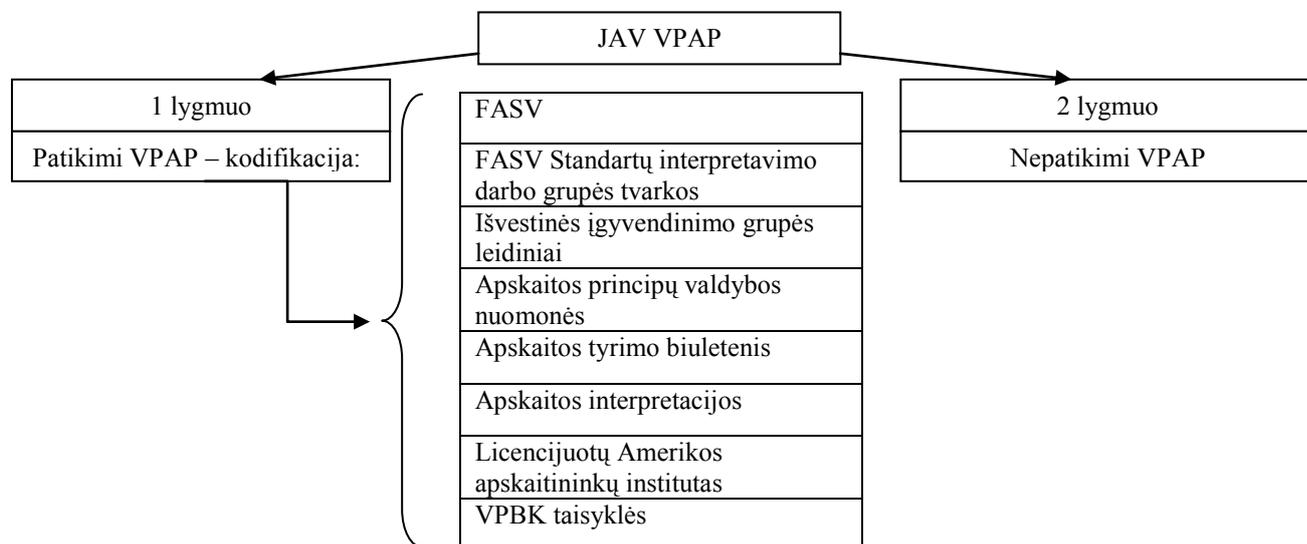 JAV VPAP
1 lygmuo
Patikimi VPAP – kodifikacija:
FASV
FASV Standartų interpretavimo
darbo grupės tvarkos
Išvestinės įgyvendinimo grupės
leidiniai
Apskaitos principų valdybos
nuomonės
Apskaitos tyrimo biuletenis
Apskaitos interpretacijos
Licencijuotų Amerikos
apskaitininkų institutas
VPBK taisyklės
2 lygmuo
Nepatikimi VPAP